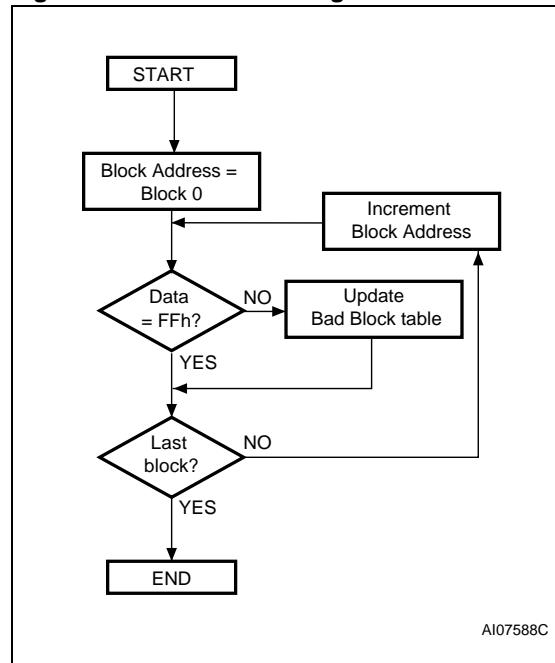 START
Block Address =
Block 0
Increment
Block Address
Data
= FFh?
NO
Update
Bad Block table
YES
Last
block?
NO
YES
END
AI07588C